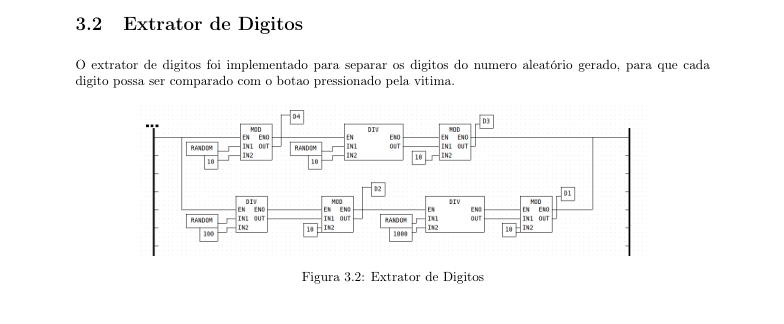 3.2 Extrator de Digitos
O extrator de digitos foi implementado para separar os digitos do numero aleatório gerado, para que cada
digito possa ser comparado com o botao pressionado pela vitima.
D4
MOD
DIV
MOD
D3
EN ENO
EN ENO
EN ENO
RANDOM
IN1 OUT
RANDOM
IN1 OUT
IN1 OUT
10
IN2
10
IN2
10
IN2
D2
D1
DIV
MOD
DIV
MOD
EN ENO
EN ENO
EN ENO
EN ENO
RANDOM
IN1 OUT
IN1 OUT
RANDOM
IN1 OUT
IN1 OUT
100
IN2
10
IN2
1000
IN2
10
IN2
Figura 3.2: Extrator de Digitos